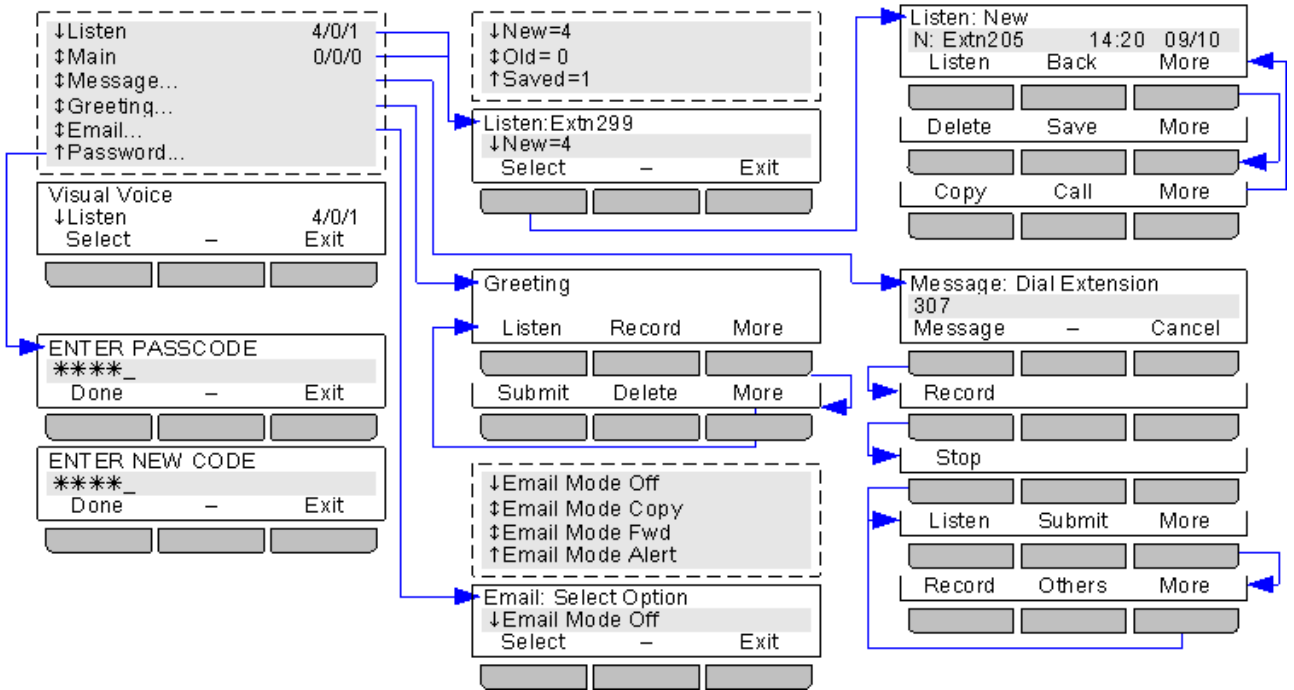 ↓Listen 4/0/1
↕Main 0/0/0
↕Message...
↕Greeting...
↕Email...
↑Password...
Visual Voice
↓Listen 4/0/1
Select – Exit
ENTER PASSCODE
****_
Done – Exit
ENTER NEW CODE
****_
Done – Exit
↓New=4
↕Old= 0
↑Saved=1
Listen:Extn299
↓New=4
Select – Exit
Greeting
Listen Record More
Submit Delete More
↓Email Mode Off
↕Email Mode Copy
↕Email Mode Fwd
↑Email Mode Alert
Email: Select Option
↓Email Mode Off
Select – Exit
Listen: New
N: Extn205 14:20 09/10
Listen Back More
Delete Save More
Copy Call More
Message: Dial Extension
307
Message – Cancel
Record
Stop
Listen Submit More
Record Others More